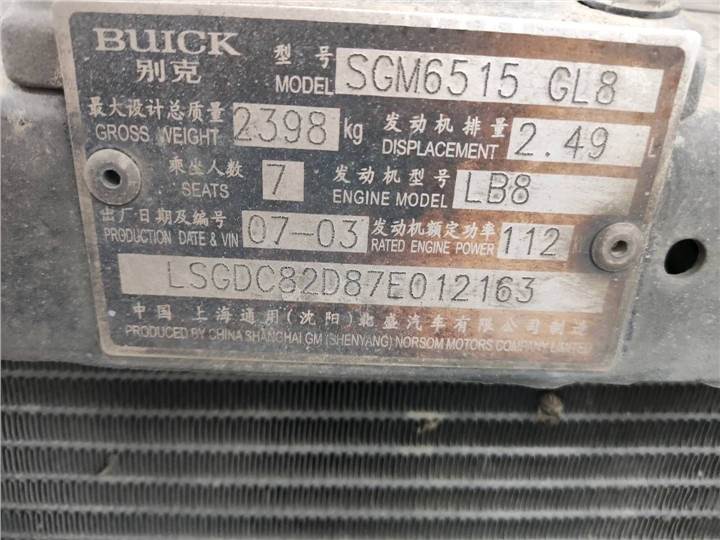 BUICK 型号 SGM6515 GL8
别克 MODEL
最大设计总质量 2398 kg 发动机排量 2.49 L
GROSS WEIGHT DISPLACEMENT
乘坐人数 7 发动机型号 LB8
SEATS ENGINE MODEL
出厂日期及编号 07-03 发动机额定功率 112
PRODUCTION DATE & VIN RATED ENGINE POWER
LSGDC82D87E012163
中国 上海通用(沈阳)北盛汽车有限公司制造
PRODUCED BY CHINA SHANGHAI GM (SHENYANG) NORSOM MOTORS COMPANY LIMITED